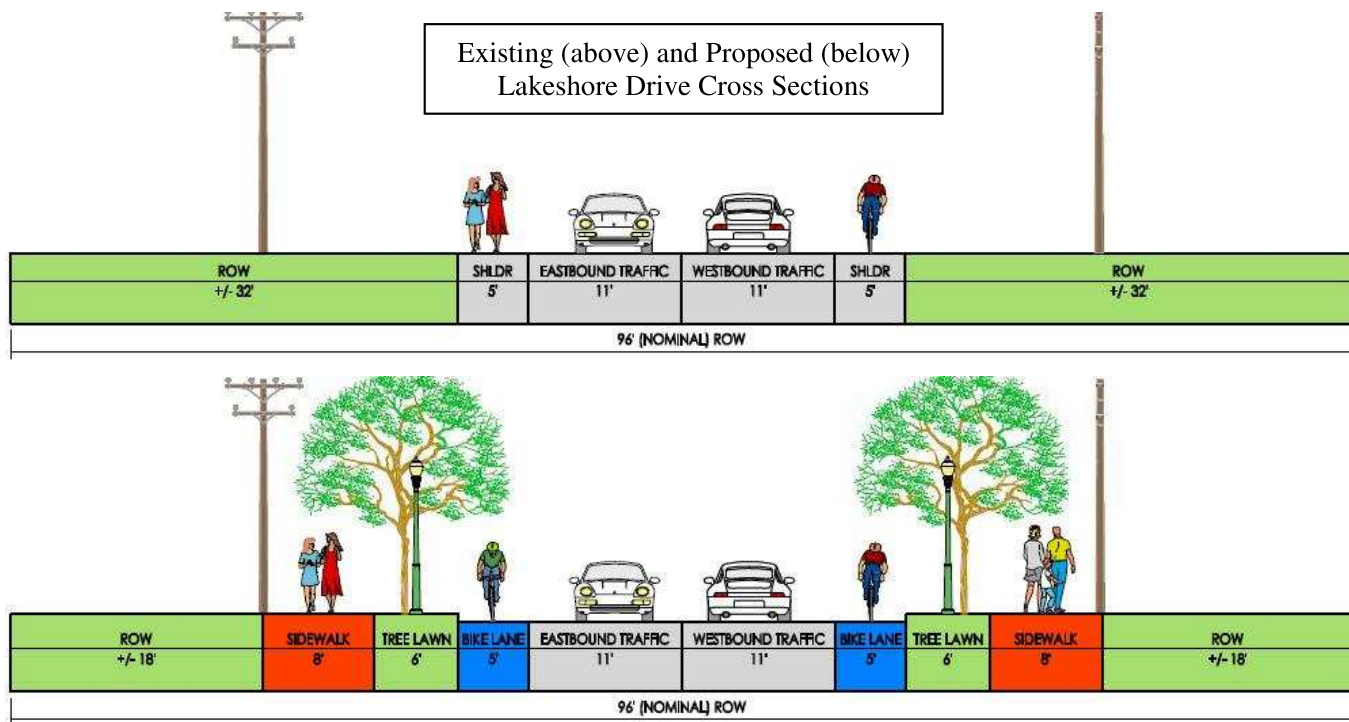 Existing (above) and Proposed (below)
Lakeshore Drive Cross Sections
ROW SHLDR EASTBOUND TRAFFIC WESTBOUND TRAFFIC SHLDR ROW
+/- 32' 5' 11' 11' 5' +/- 32'
96' (NOMINAL) ROW
ROW SIDEWALK TREE LAWN BIKE LANE EASTBOUND TRAFFIC WESTBOUND TRAFFIC BIKE LANE TREE LAWN SIDEWALK ROW
+/- 18' 8' 6' 5' 11' 11' 5' 6' 8' +/- 18'
96' (NOMINAL) ROW